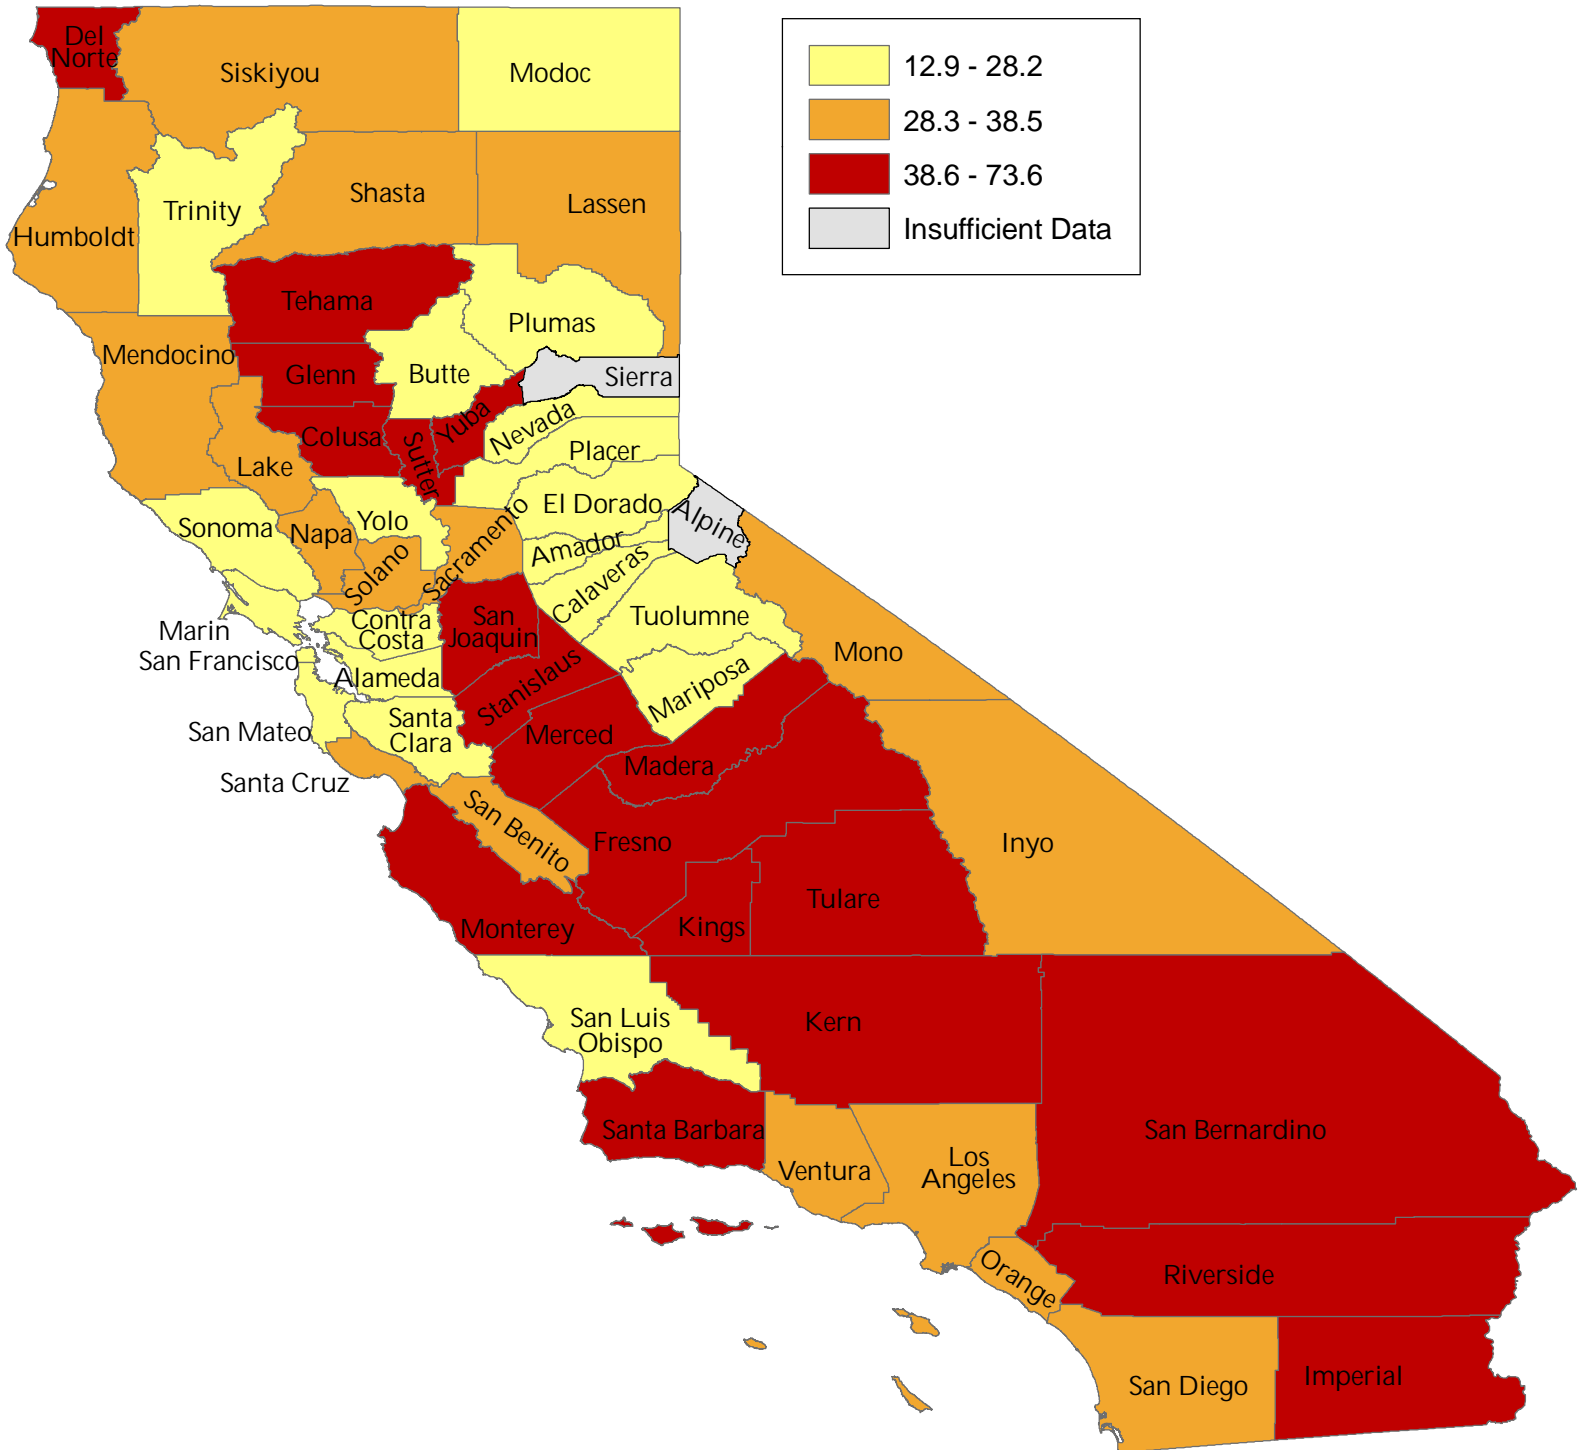 Del
Norte
Siskiyou
Modoc
12.9 - 28.2
28.3 - 38.5
38.6 - 73.6
Insufficient Data
Humboldt
Trinity
Shasta
Lassen
Tehama
Plumas
Mendocino
Glenn
Butte
Sierra
Colusa
Sutter
Yuba
Nevada
Lake
Placer
Sonoma
Napa
Yolo
El Dorado
Alpine
Solano
Sacramento
Amador
Calaveras
Tuolumne
Marin
Contra
Costa
San
Joaquin
San Francisco
Alameda
Stanislaus
Mariposa
Mono
San Mateo
Santa
Clara
Merced
Madera
Santa Cruz
San Benito
Fresno
Inyo
Monterey
Kings
Tulare
San Luis
Obispo
Kern
Santa Barbara
Ventura
Los
Angeles
San Bernardino
Orange
Riverside
San Diego
Imperial